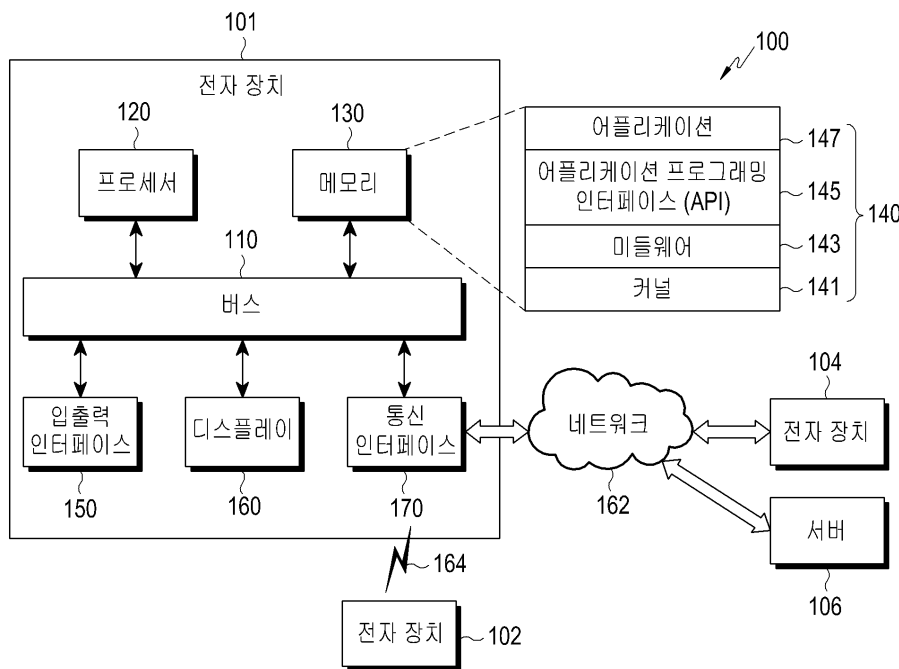 101
100
전자 장치
120
130
프로세서
메모리
어플리케이션
147
어플리케이션 프로그래밍
인터페이스 (API)
145
140
미들웨어
143
커널
141
110
버스
입출력
인터페이스
150
디스플레이
160
통신
인터페이스
170
네트워크
162
104
전자 장치
서버
106
164
전자 장치
102